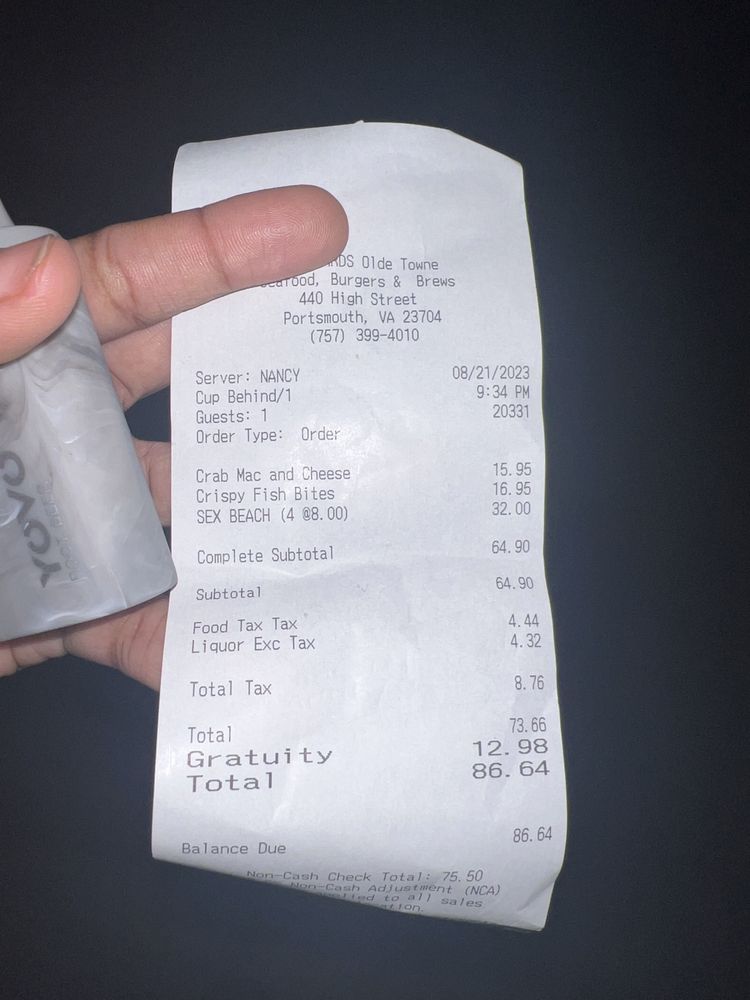 Olde Towne
Burgers & Brews
440 High Street
Portsmouth, VA 23704
(757) 399-4010
Server: NANCY 08/21/2023
Cup Behind/1 9:34 PM
Guests: 1 20331
Order Type: Order
Crab Mac and Cheese 15.95
Crispy Fish Bites 16.95
SEX BEACH (4 @8.00) 32.00
Complete Subtotal 64.90
Subtotal 64.90
Food Tax Tax 4.44
Liquor Exc Tax 4.32
Total Tax 8.76
Total 73.66
Gratuity 12.98
Total 86.64
Balance Due 86.64
Non-Cash Check Total: 75.50
Non-Cash Adjustment (NCA)
to all sales
YOVO